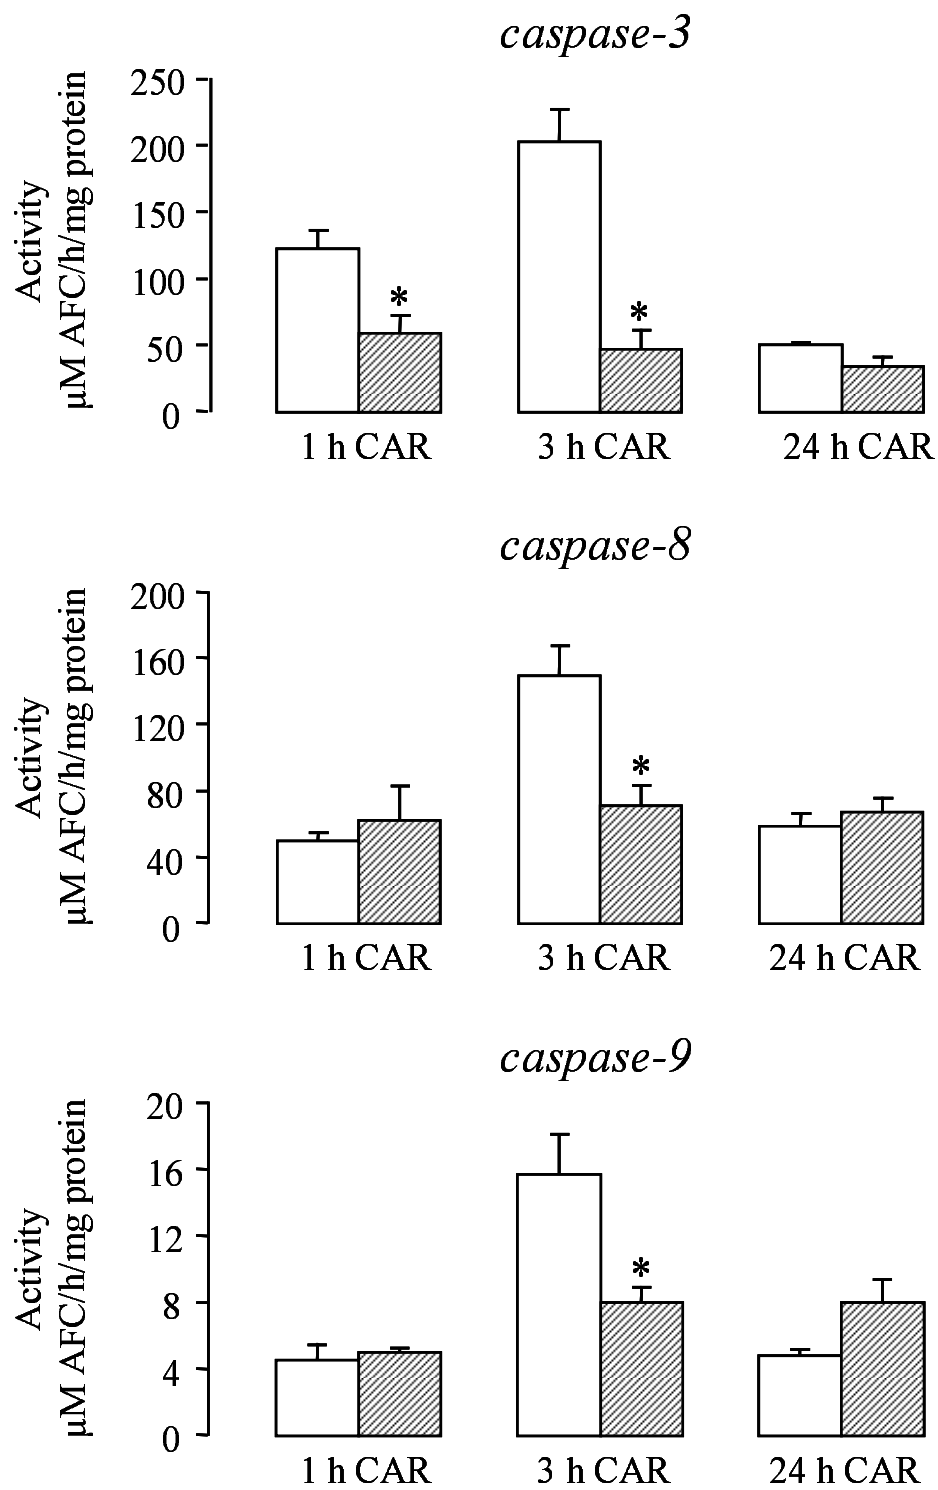 caspase-3
Activity
µM AFC/h/mg protein
250
200
150
100
50
0
*
*
1 h CAR
3 h CAR
24 h CAR
caspase-8
Activity
µM AFC/h/mg protein
200
160
120
80
40
0
*
1 h CAR
3 h CAR
24 h CAR
caspase-9
Activity
µM AFC/h/mg protein
20
16
12
8
4
0
*
1 h CAR
3 h CAR
24 h CAR